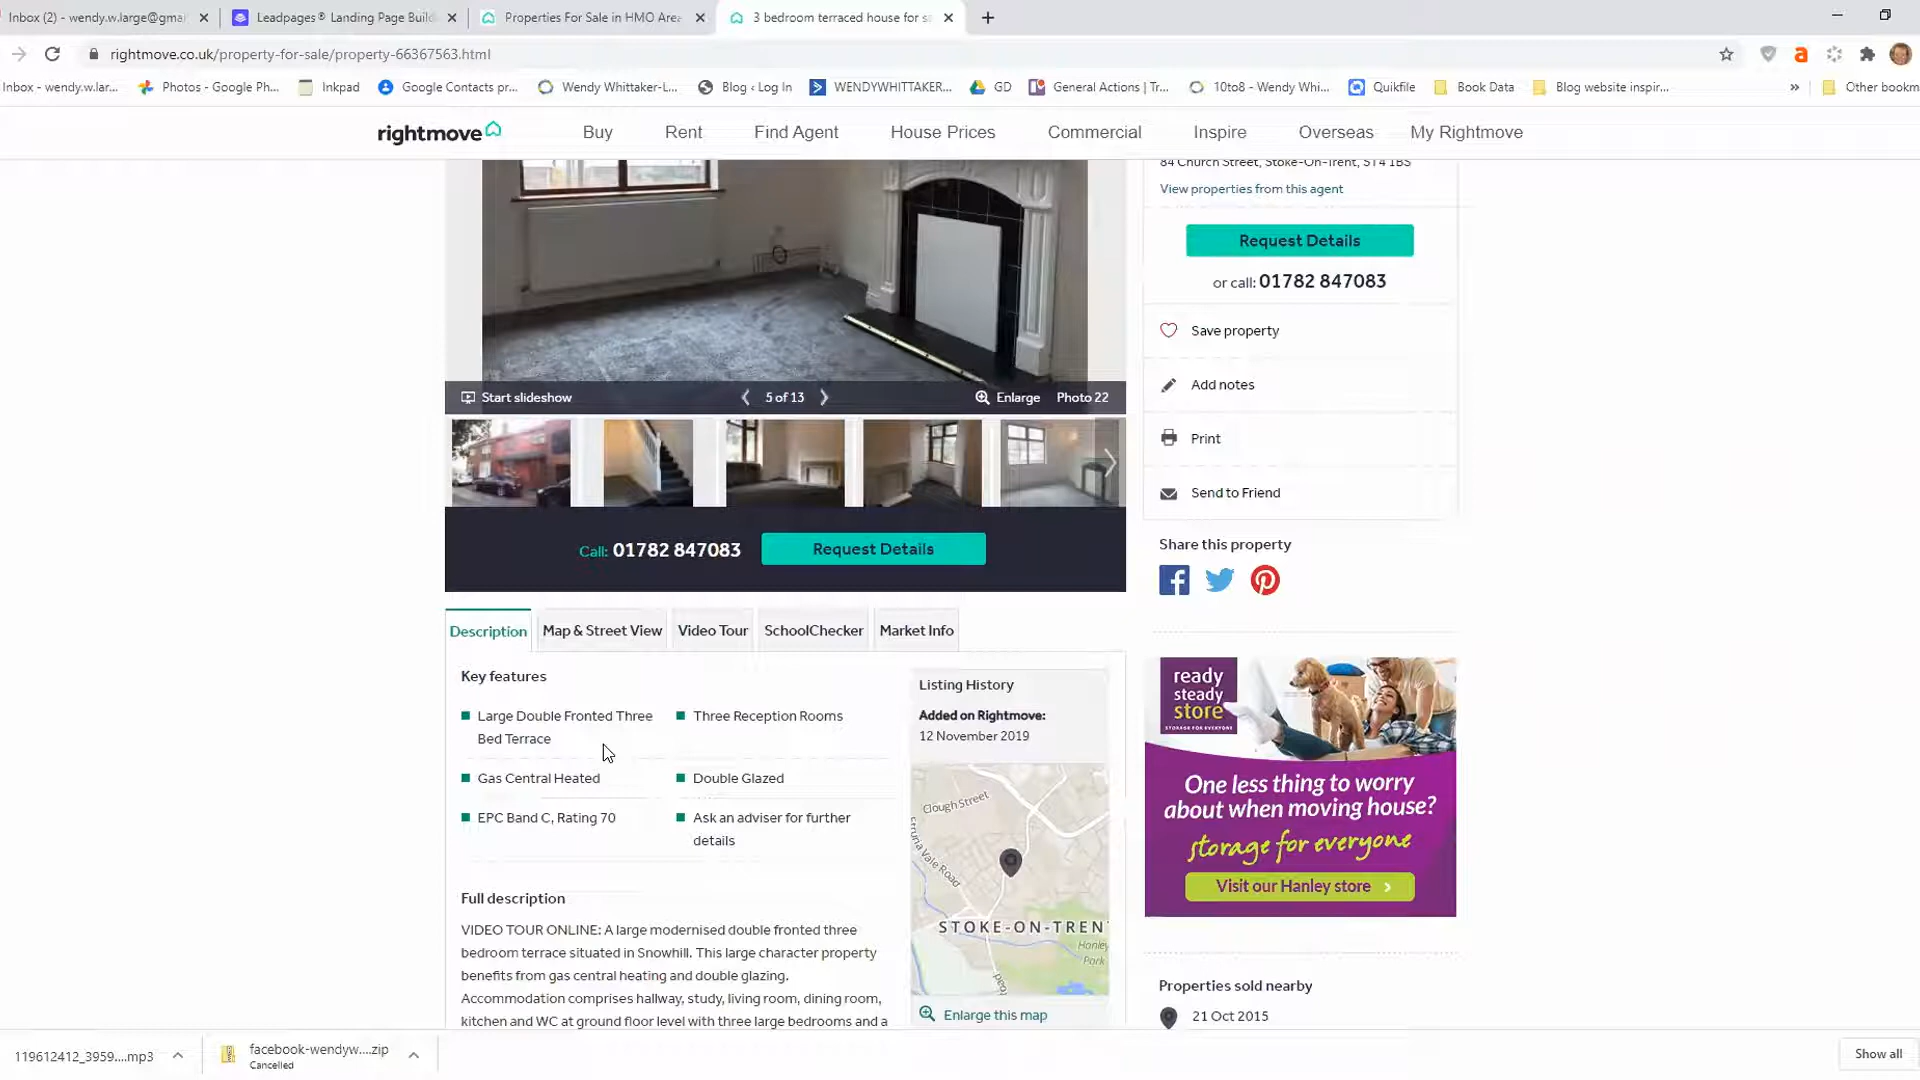 Inbox (2) - wendy.w.large@gmai
Leadpages® Landing Page Build
Properties For Sale in HMO Area
3 bedroom terraced house for sa
rightmove.co.uk/property-for-sale/property-66367563.html
Inbox - wendy.w.lar...
Photos - Google Ph...
Inkpad
Google Contacts pr...
Wendy Whittaker-L...
Blog ‹ Log In
WENDYWHITTAKER...
GD
General Actions | Tr...
10to8 - Wendy Whi...
Quikfile
Book Data
Blog website inspir...
»
Other bookm
rightmove
Buy
Rent
Find Agent
House Prices
Commercial
Inspire
Overseas
My Rightmove
84 Church Street, Stoke-On-Trent, ST4 1BS
View properties from this agent
Request Details
or call: 01782 847083
Save property
Add notes
Print
Send to Friend
Share this property
Start slideshow
5 of 13
Enlarge
Photo 22
Call: 01782 847083
Request Details
Description
Map & Street View
Video Tour
SchoolChecker
Market Info
Key features
Large Double Fronted Three
Bed Terrace
Three Reception Rooms
Gas Central Heated
Double Glazed
EPC Band C, Rating 70
Ask an adviser for further
details
Full description
VIDEO TOUR ONLINE: A large modernised double fronted three
bedroom terrace situated in Snowhill. This large character property
benefits from gas central heating and double glazing.
Accommodation comprises hallway, study, living room, dining room,
kitchen and WC at ground floor level with three large bedrooms and a
Listing History
Added on Rightmove:
12 November 2019
Clough Street
Etruria Vale Road
STOKE-ON-TREN
Hanley
Park
road
Enlarge this map
ready
steady
store
STORAGE FOR EVERYONE
One less thing to worry
about when moving house?
storage for everyone
Visit our Hanley store
Properties sold nearby
21 Oct 2015
119612412_3959....mp3
facebook-wendyw....zip
Cancelled
Show all